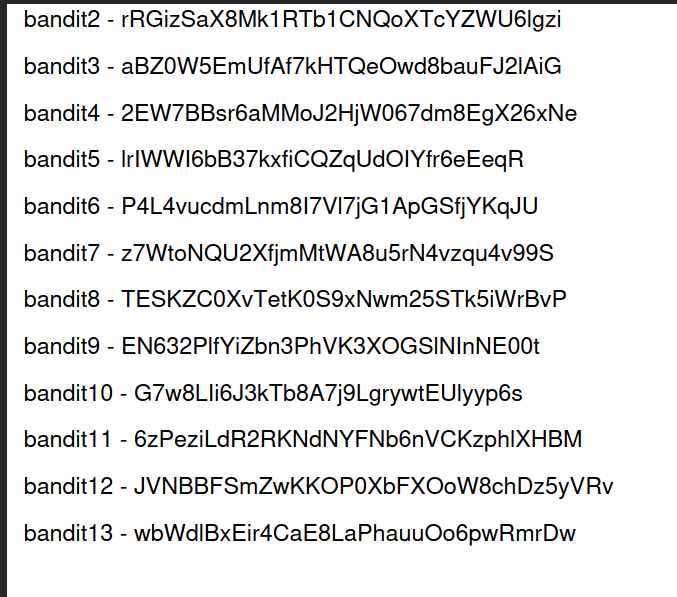 bandit2 - rRGizSaX8Mk1RTb1CNQoXTcYZWU6lgzi
bandit3 - aBZ0W5EmUfAf7kHTQeOwd8bauFJ2lAiG
bandit4 - 2EW7BBsr6aMMoJ2HjW067dm8EgX26xNe
bandit5 - lrIWWI6bB37kxfiCQZqUdOIYfr6eEeqR
bandit6 - P4L4vucdmLnm8I7Vl7jG1ApGSfjYKqJU
bandit7 - z7WtoNQU2XfjmMtWA8u5rN4vzqu4v99S
bandit8 - TESKZC0XvTetK0S9xNwm25STk5iWrBvP
bandit9 - EN632PlfYiZbn3PhVK3XOGSlNInNE00t
bandit10 - G7w8LIi6J3kTb8A7j9LgrywtEUlyyp6s
bandit11 - 6zPeziLdR2RKNdNYFNb6nVCKzphlXHBM
bandit12 - JVNBBFSmZwKKOP0XbFXOoW8chDz5yVRv
bandit13 - wbWdlBxEir4CaE8LaPhauuOo6pwRmrDw